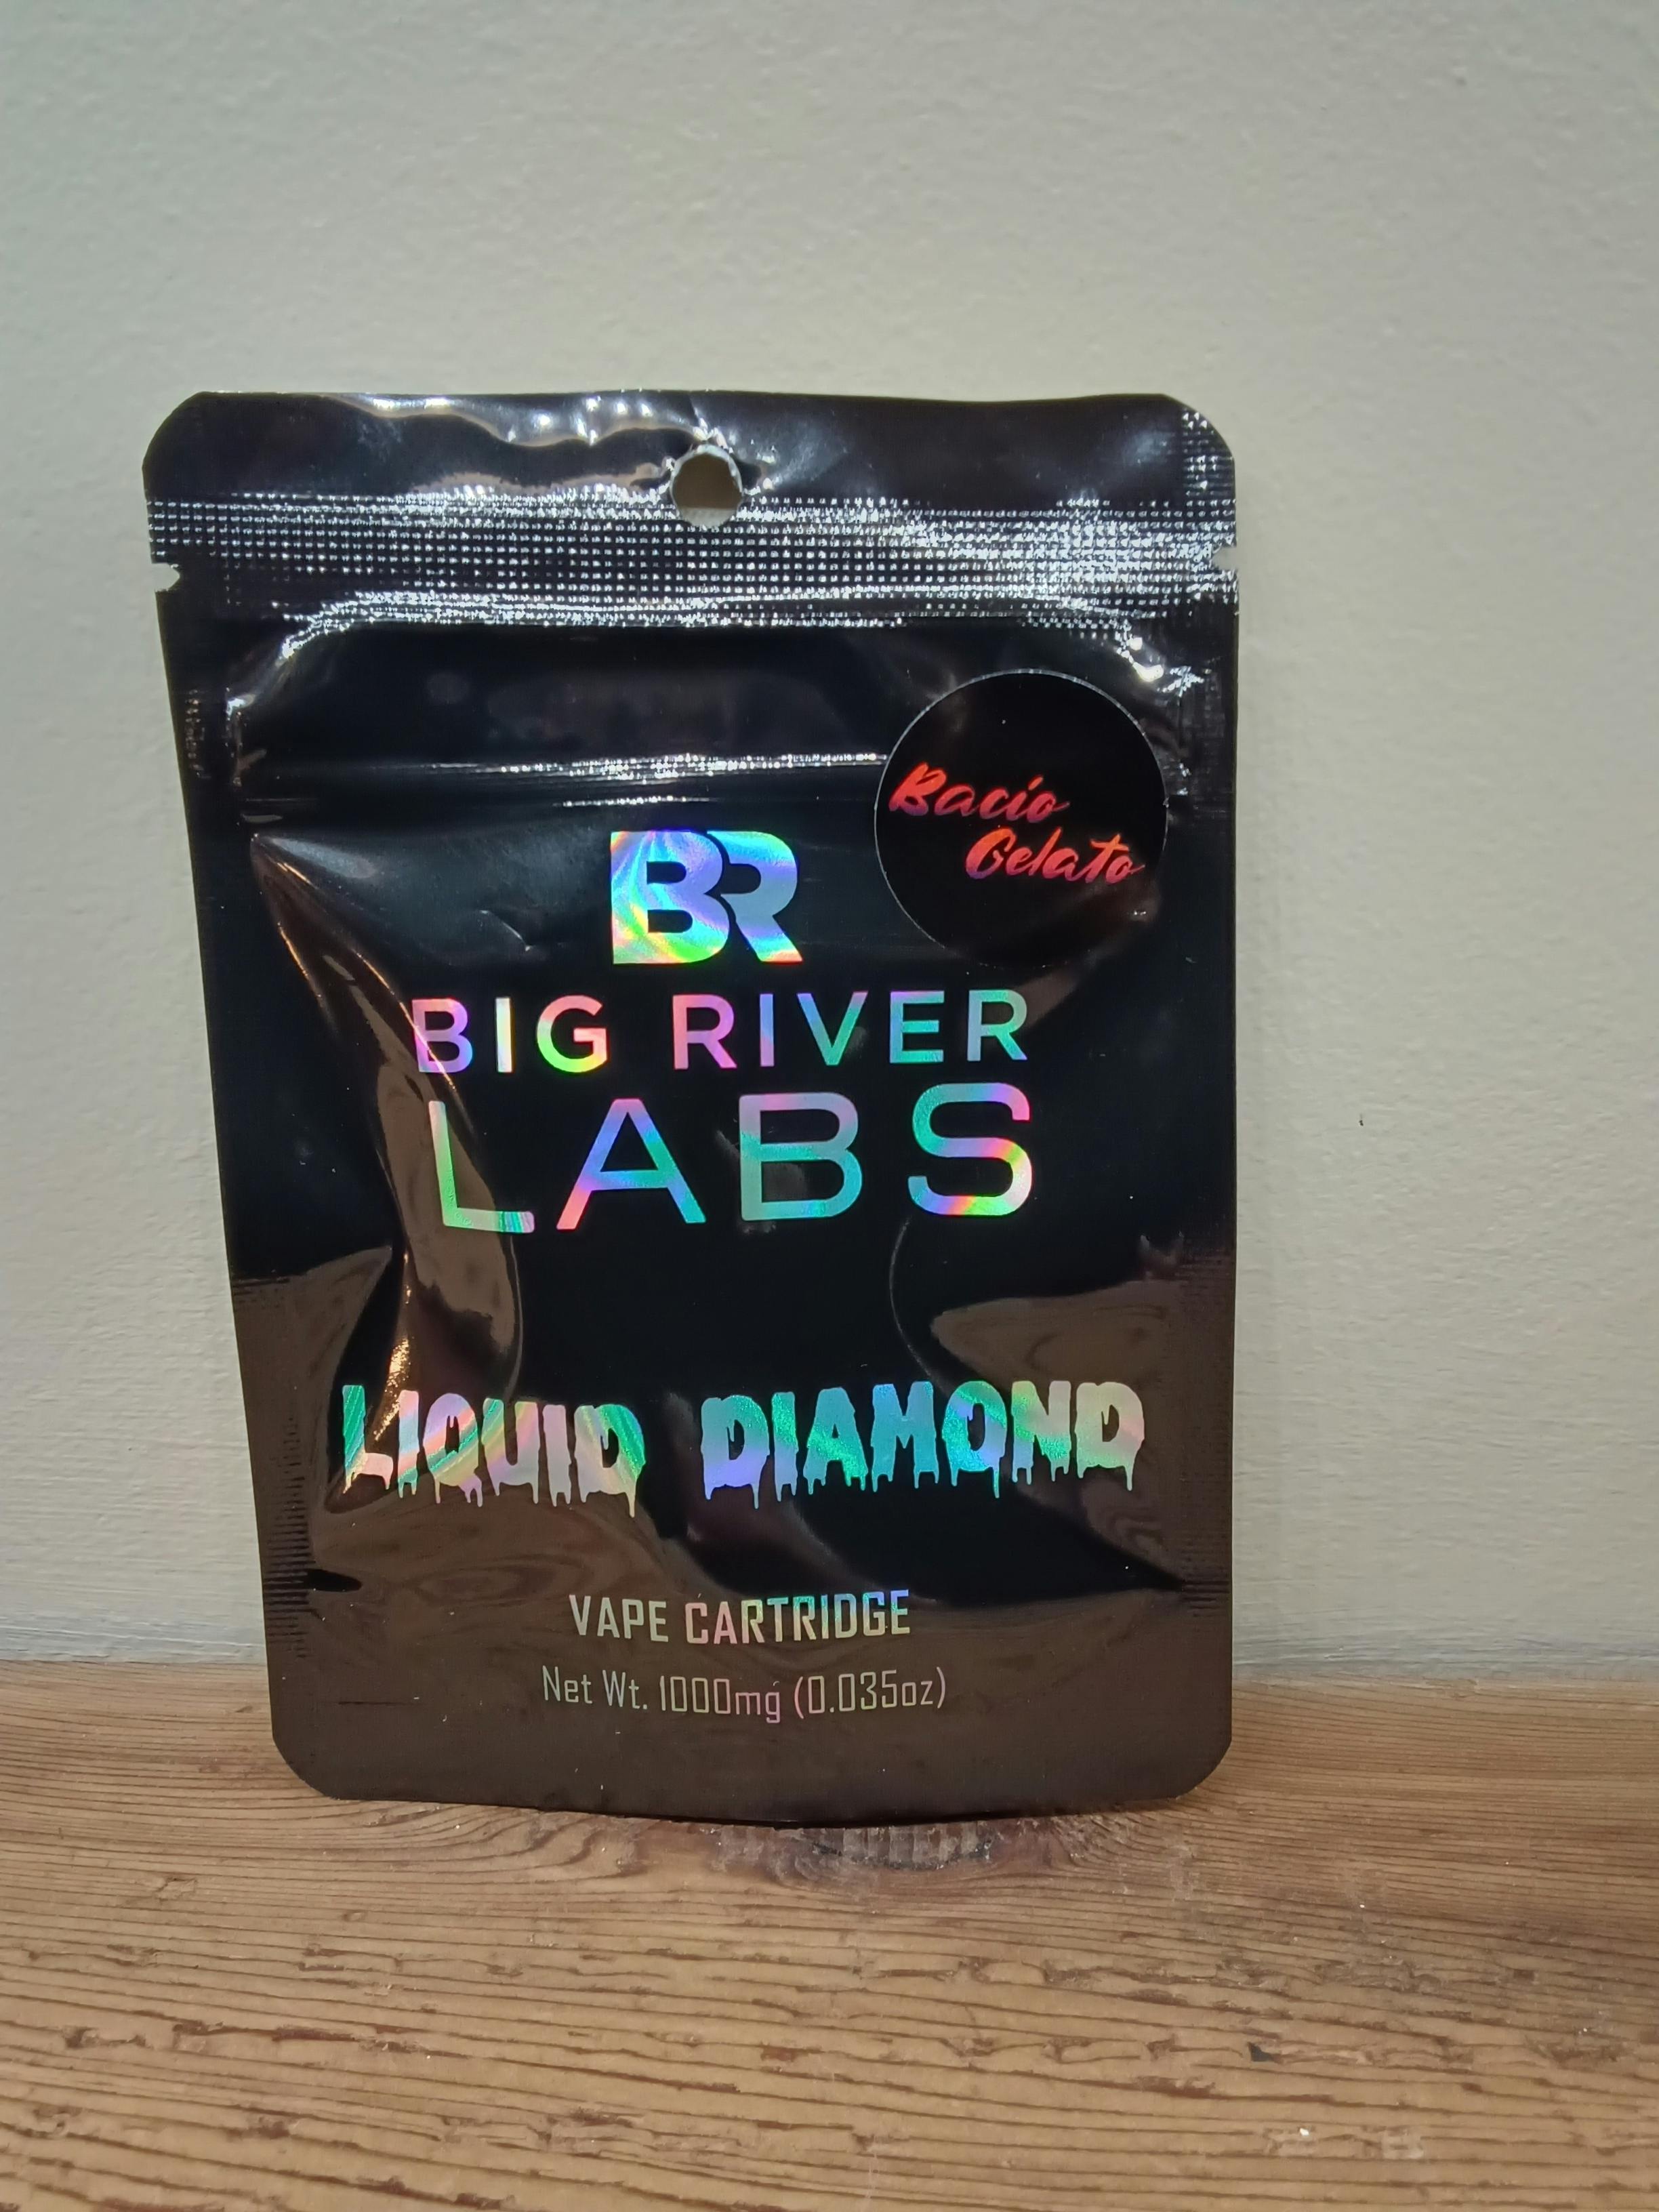 Bacio
Gelato
BR
BIG RIVER
LABS
LIQUID DIAMOND
VAPE CARTRIDGE
Net Wt. 1000mg (0.035oz)